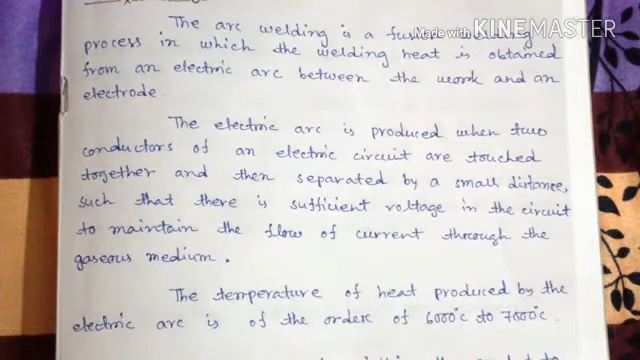 The arc welding is a fusion welding
Made with KINEMASTER
process in which the welding heat is obtained
from an electric arc between the work and an
electrode
The electric arc is produced when two
conductors of an electric circuit are touched
together and then separated by a small distance,
such that there is sufficient voltage in the circuit
to maintain the flow of current through the
gaseous medium.
The temperature of heat produced by the
electric arc is of the order of 6000°c to 7000°c.